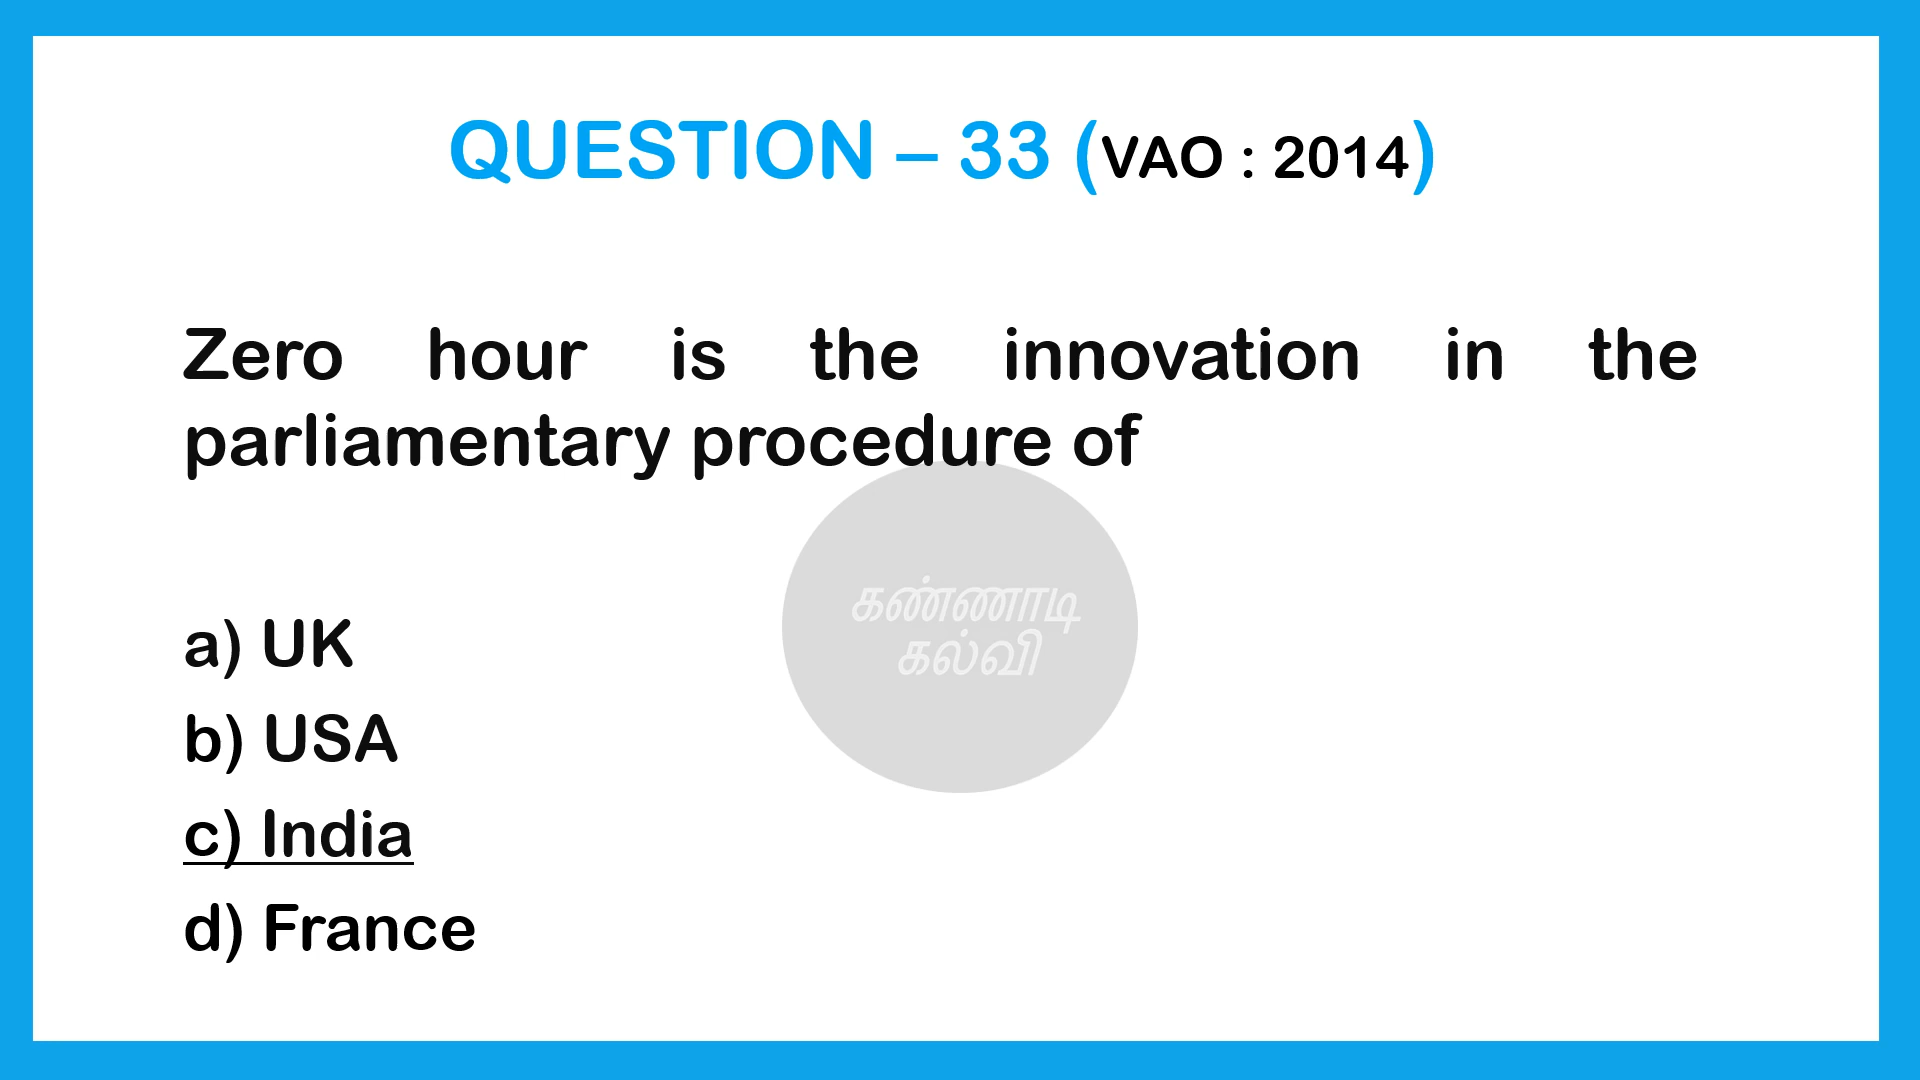 QUESTION – 33 (VAO : 2014)
Zero hour is the innovation in the
parliamentary procedure of
கண்ணாடி
கல்வி
a) UK
b) USA
c) India
d) France